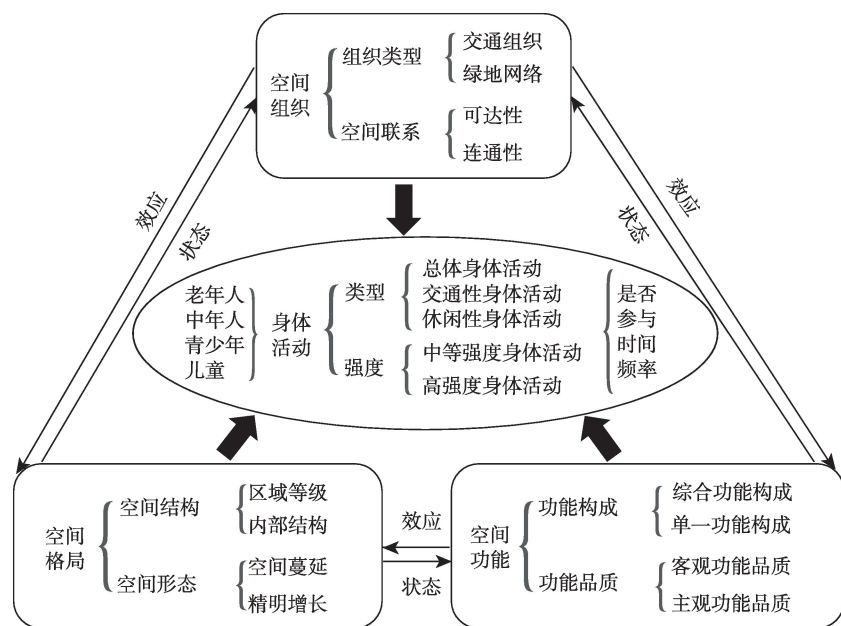 空间
组织
组织类型
交通组织
绿地网络
空间联系
可达性
连通性
效应
状态
效应
状态
老年人
中年人
青少年
儿童
身体
活动
类型
总体身体活动
交通性身体活动
休闲性身体活动
强度
中等强度身体活动
高强度身体活动
是否
参与
时间
频率
空间
格局
空间结构
区域等级
内部结构
空间形态
空间蔓延
精明增长
效应
状态
空间
功能
功能构成
综合功能构成
单一功能构成
功能品质
客观功能品质
主观功能品质